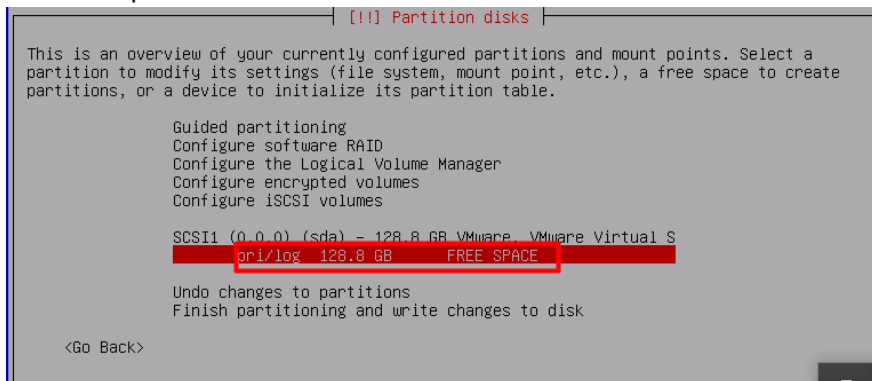 [!!] Partition disks
This is an overview of your currently configured partitions and mount points. Select a
partition to modify its settings (file system, mount point, etc.), a free space to create
partitions, or a device to initialize its partition table.
Guided partitioning
Configure software RAID
Configure the Logical Volume Manager
Configure encrypted volumes
Configure iSCSI volumes
SCSI1 (0,0,0) (sda) - 128.8 GB VMware, VMware Virtual S
pri/log 128.8 GB FREE SPACE
Undo changes to partitions
Finish partitioning and write changes to disk
<Go Back>